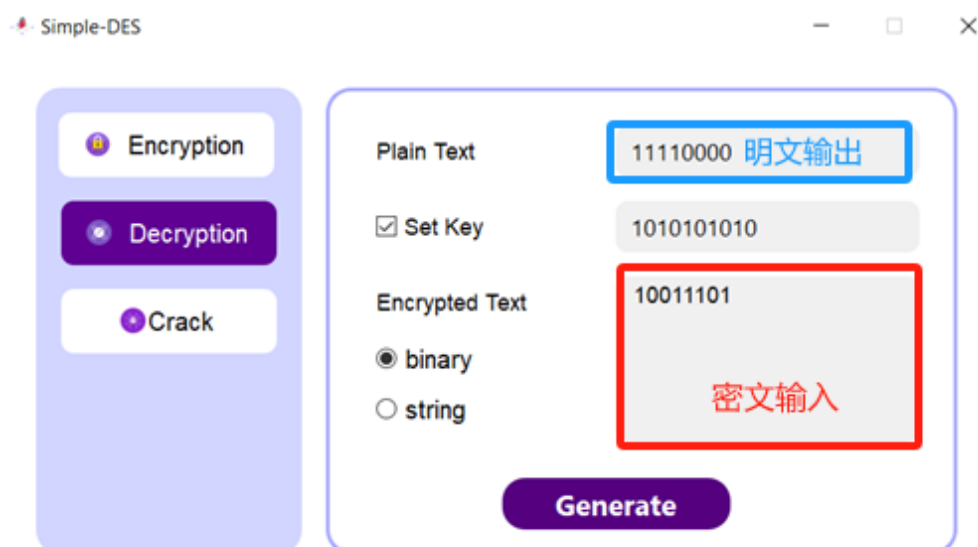 Simple-DES
Encryption
Decryption
Crack
Plain Text
11110000 明文输出
Set Key
1010101010
Encrypted Text
10011101
binary
string
密文输入
Generate